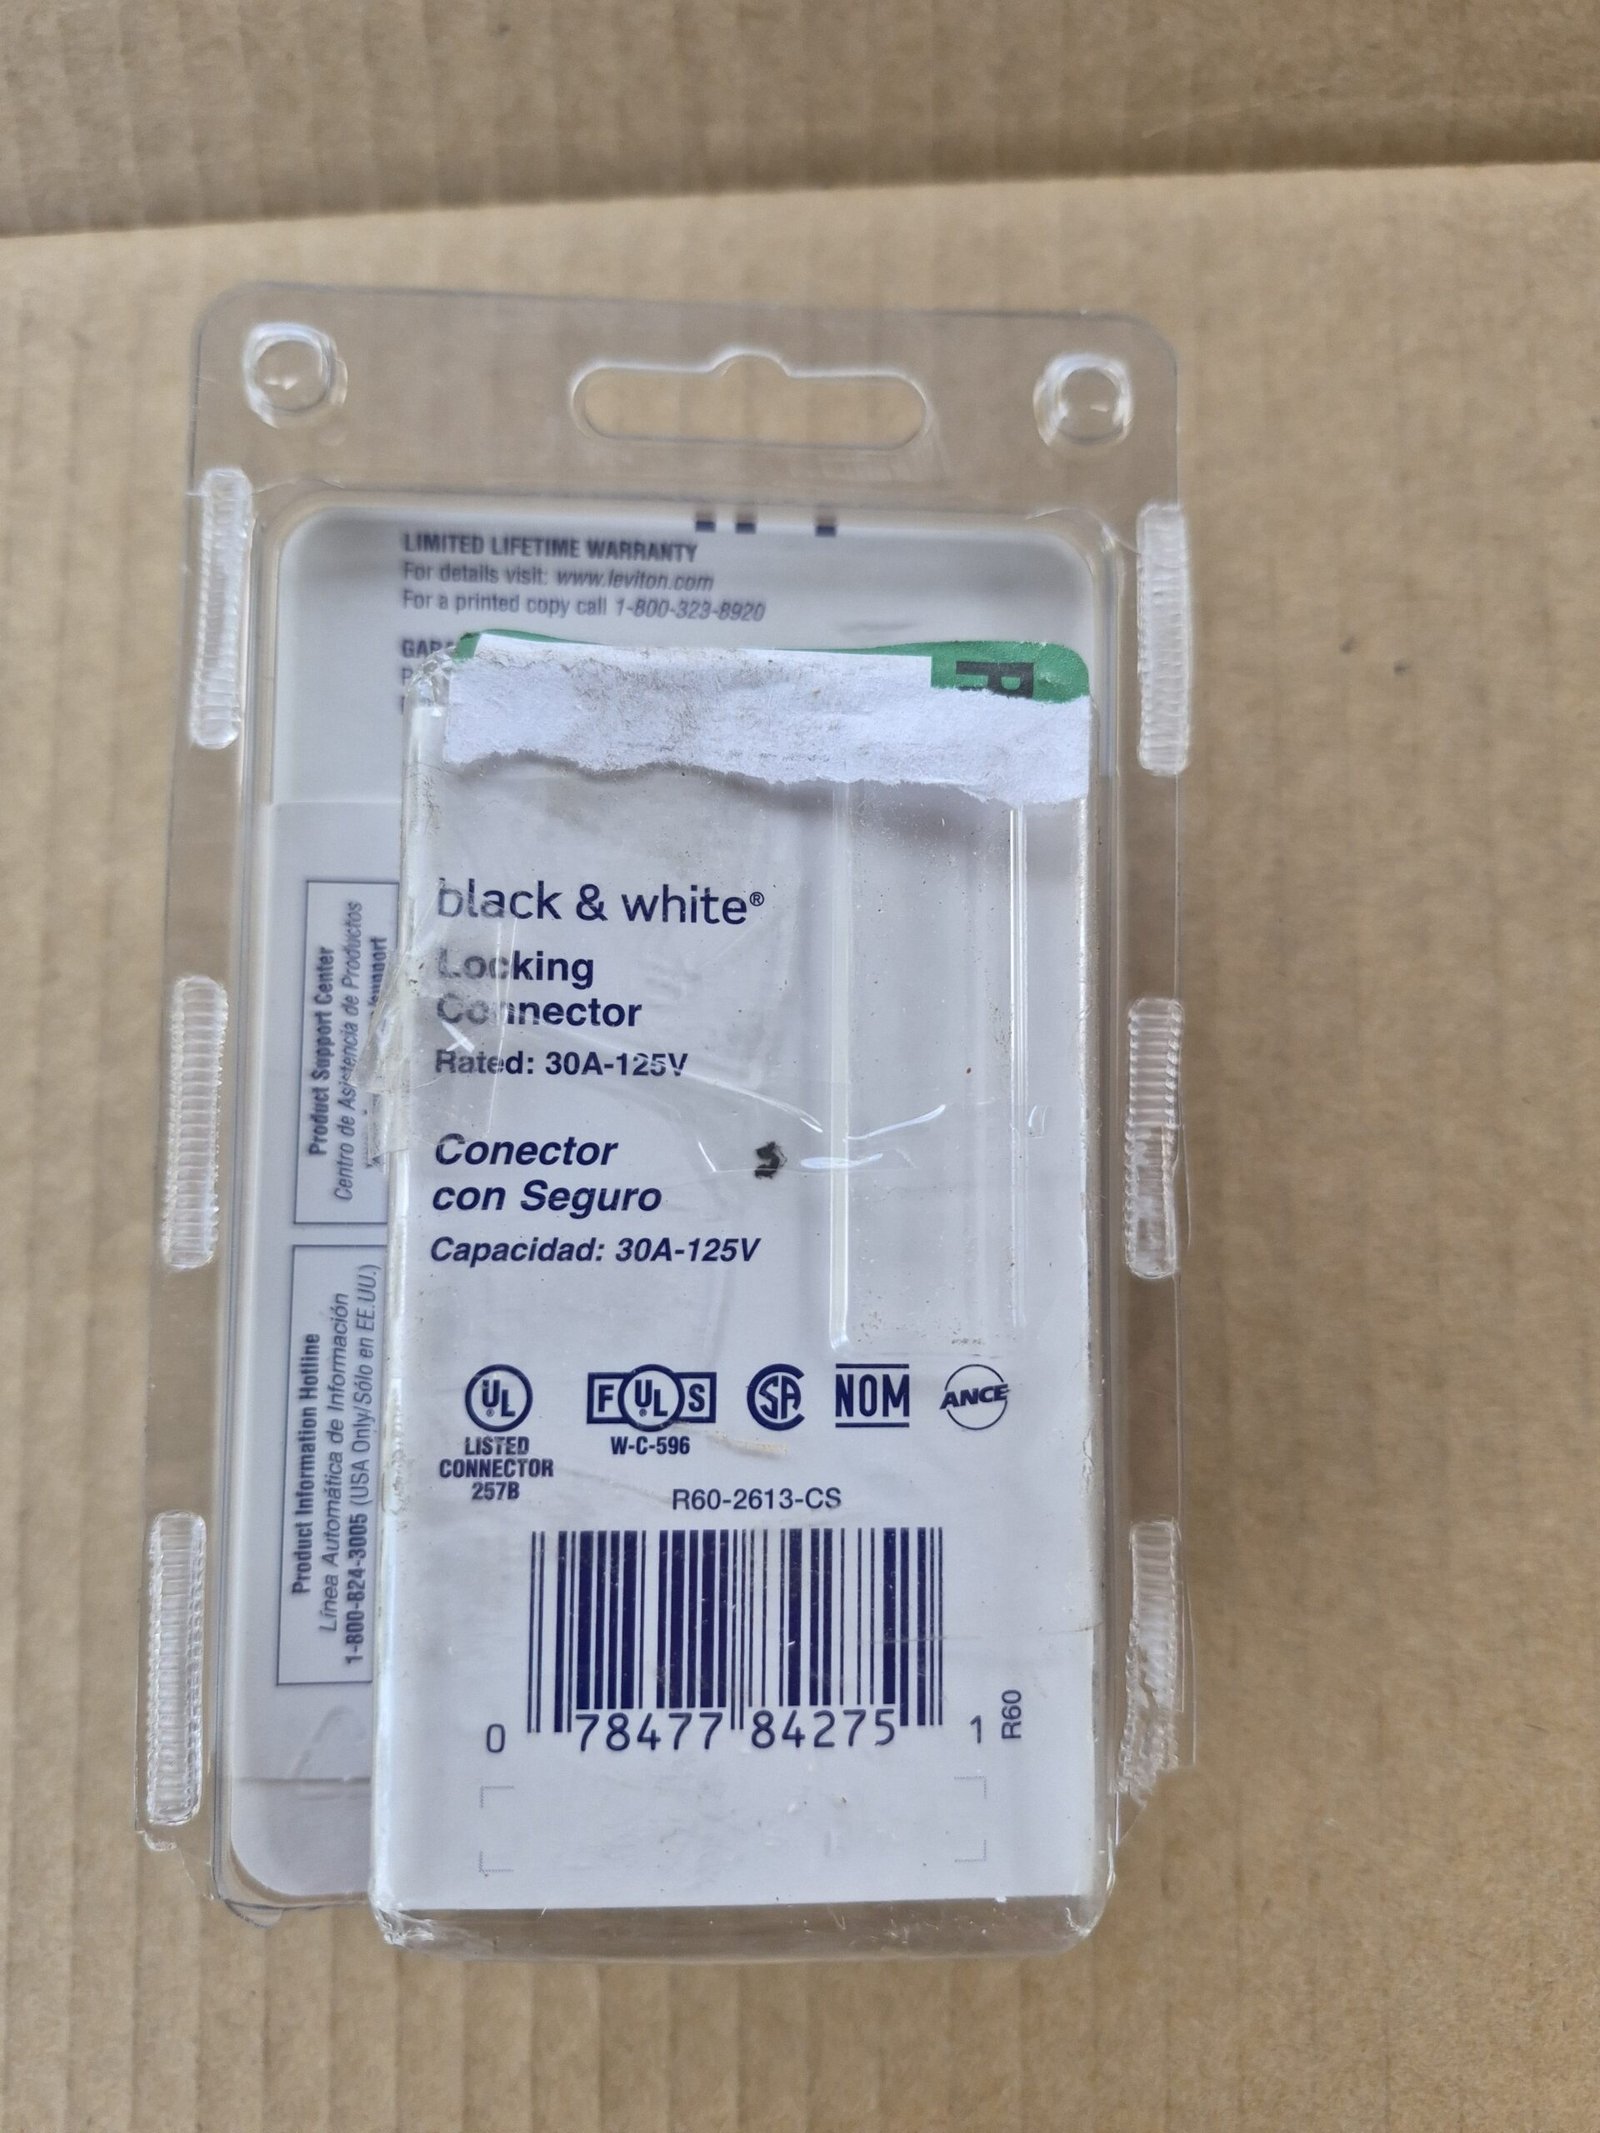 LIMITED LIFETIME WARRANTY
For details visit: www.leviton.com
For a printed copy call 1-800-323-8920
R
black & white®
Locking
Connector
Rated: 30A-125V
Conector
con Seguro
Capacidad: 30A-125V
Product Support Center
Centro de Asistencia de Productos
Product Information Hotline
Línea Automática de Información
1-800-824-3005 (USA Only/Sólo en EE.UU.)
UL
LISTED
CONNECTOR
257B
F UL S
W-C-596
SA
NOM
ANCE
R60-2613-CS
0 78477 84275 1
R60